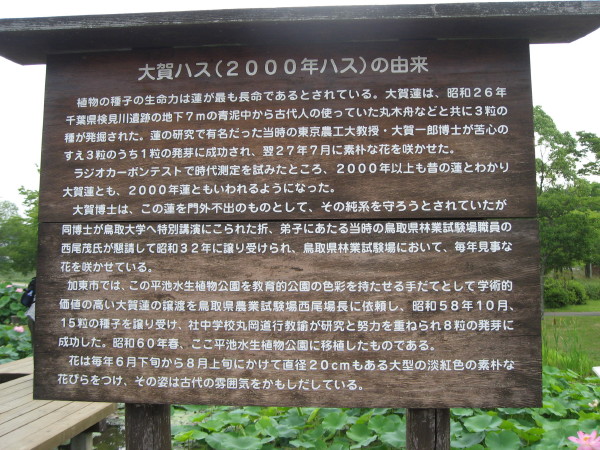 大賀ハス(2000年ハス)の由来
植物の種子の生命力は蓮が最も長命であるとされている。大賀蓮は、昭和26年
千葉県検見川遺跡の地下7mの青泥中から古代人の使っていた丸木舟などと共に3粒の
種が発掘された。蓮の研究で有名だった当時の東京農工大教授・大賀一郎博士が苦心の
すえ3粒のうち1粒の発芽に成功され、翌27年7月に素朴な花を咲かせた。
ラジオカーボンテストで時代測定を試みたところ、2000年以上も昔の蓮とわかり
大賀蓮とも、2000年蓮ともいわれるようになった。
大賀博士は、この蓮を門外不出のものとして、その純系を守ろうとされていたが
同博士が鳥取大学へ特別講演にこられた折、弟子にあたる当時の鳥取県林業試験場職員の
西尾茂氏が懇請して昭和32年に譲り受けられ、鳥取県林業試験場において、毎年見事な
花を咲かせている。
加東市では、この平池水生植物公園を教育的公園の色彩を持たせる手だてとして学術的
価値の高い大賀蓮の譲渡を鳥取県農業試験場西尾場長に依頼し、昭和58年10月、
15粒の種子を譲り受け、社中学校丸岡道行教諭が研究と努力を重ねられ8粒の発芽に
成功した。昭和60年春、ここ平池水生植物公園に移植したものである。
花は毎年6月下旬から8月上旬にかけて直径20cmもある大型の淡紅色の素朴な
花びらをつけ、その姿は古代の雰囲気をかもしだしている。